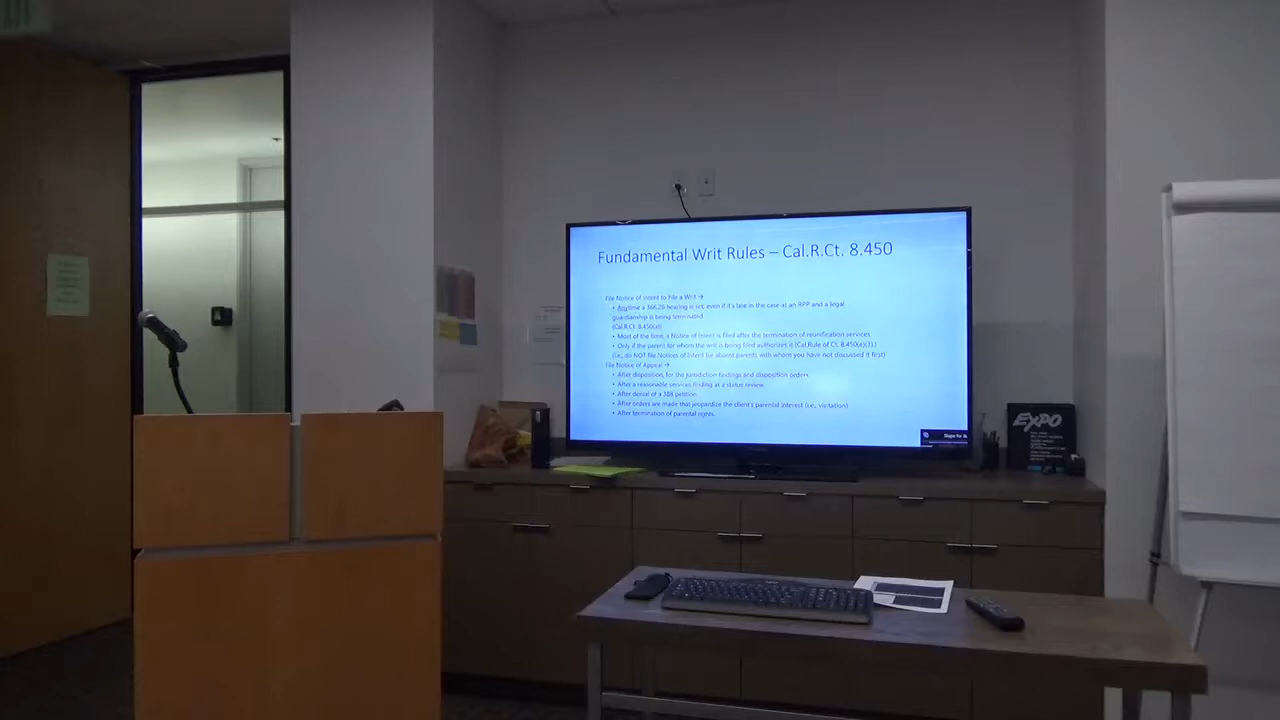 Fundamental Writ Rules – Cal.R.Ct. 8.450
File Notice of Intent to File a Writ →
• Anytime a 366.26 hearing is set, even if it's late in the case at an RPP and a legal
guardianship is being terminated.
(Cal.R.Ct. 8.450(a))
• Most of the time, a Notice of Intent is filed after the termination of reunification services.
• Only if the parent for whom the writ is being filed authorizes it (Cal.Rule of Ct. 8.450(e)(3).)
(i.e., do NOT file Notices of Intent for absent parents with whom you have not discussed it first)
File Notice of Appeal →
• After disposition, for the jurisdiction findings and disposition orders.
• After a reasonable services finding at a status review.
• After denial of a 388 petition.
• After orders are made that jeopardize the client's parental interest (i.e., visitation)
• After termination of parental rights.
Skype for
EXPO